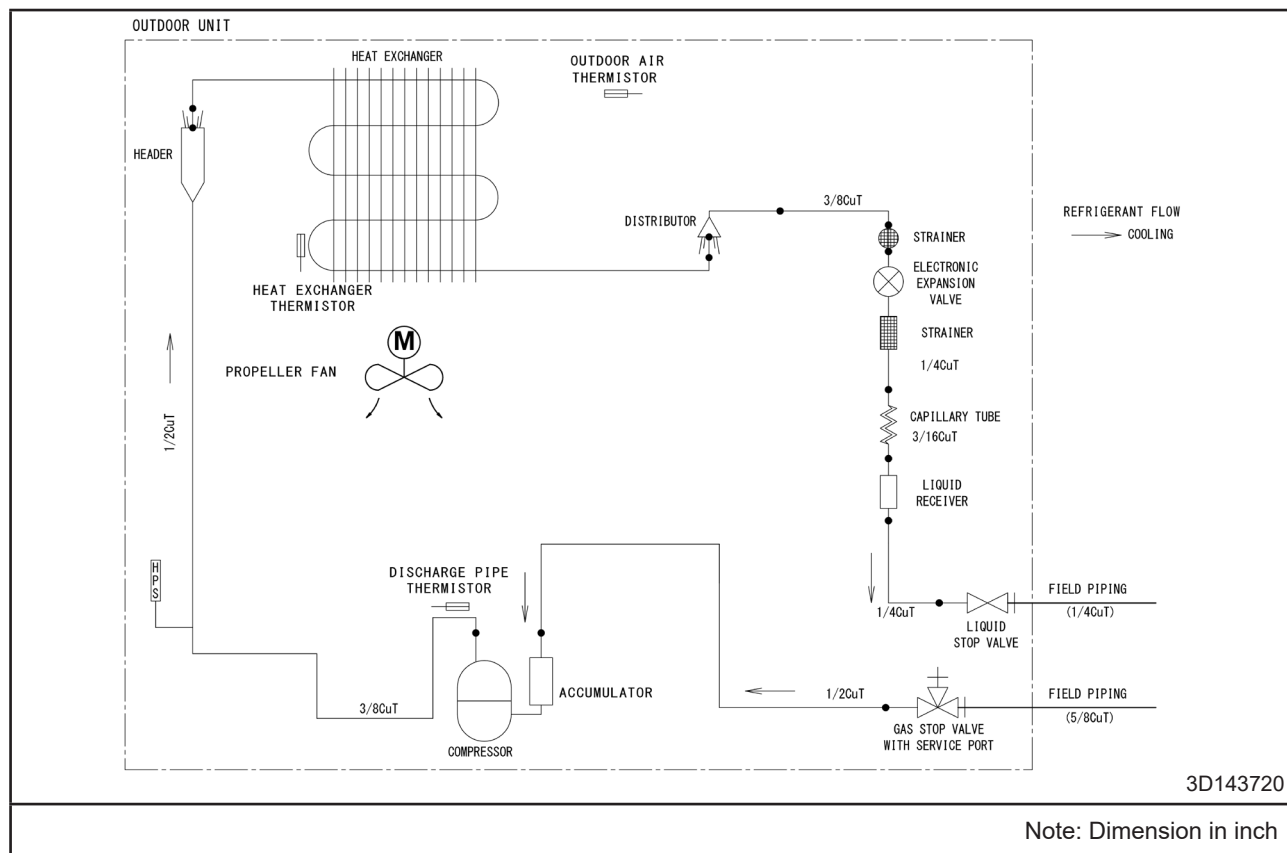 OUTDOOR UNIT
HEAT EXCHANGER
OUTDOOR AIR
THERMISTOR
HEADER
3/8CuT
DISTRIBUTOR
STRAINER
REFRIGERANT FLOW
COOLING
ELECTRONIC
EXPANSION
VALVE
HEAT EXCHANGER
THERMISTOR
STRAINER
M
PROPELLER FAN
1/4CuT
1/2CuT
CAPILLARY TUBE
3/16CuT
LIQUID
RECEIVER
HPS
DISCHARGE PIPE
THERMISTOR
1/4CuT
LIQUID
STOP VALVE
FIELD PIPING
(1/4CuT)
ACCUMULATOR
3/8CuT
COMPRESSOR
1/2CuT
GAS STOP VALVE
WITH SERVICE PORT
FIELD PIPING
(5/8CuT)
3D143720
Note: Dimension in inch